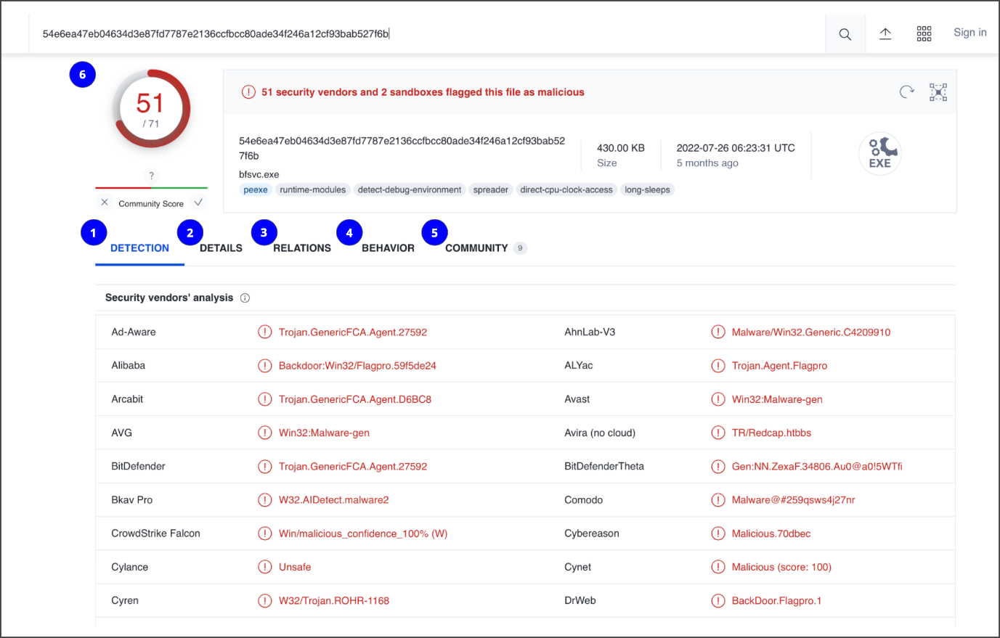 54e6ea47eb04634d3e87fd7787e2136ccfbcc80ade34f246a12cf93bab527f6b
Sign in
6
51
/ 71
?
Community Score
51 security vendors and 2 sandboxes flagged this file as malicious
54e6ea47eb04634d3e87fd7787e2136ccfbcc80ade34f246a12cf93bab52
7f6b
bfsvc.exe
430.00 KB
Size
2022-07-26 06:23:31 UTC
5 months ago
EXE
peexe runtime-modules detect-debug-environment spreader direct-cpu-clock-access long-sleeps
1 2 3 4 5
DETECTION DETAILS RELATIONS BEHAVIOR COMMUNITY 9
Security vendors' analysis
Ad-Aware Trojan.GenericFCA.Agent.27592 AhnLab-V3 Malware/Win32.Generic.C4209910
Alibaba Backdoor:Win32/Flagpro.59f5de24 ALYac Trojan.Agent.Flagpro
Arcabit Trojan.GenericFCA.Agent.D6BC8 Avast Win32:Malware-gen
AVG Win32:Malware-gen Avira (no cloud) TR/Redcap.htbbs
BitDefender Trojan.GenericFCA.Agent.27592 BitDefenderTheta Gen:NN.ZexaF.34806.Au0@a0!5WTfi
Bkav Pro W32.AIDetect.malware2 Comodo Malware@#259qsws4j27nr
CrowdStrike Falcon Win/malicious_confidence_100% (W) Cybereason Malicious.70dbec
Cylance Unsafe Cynet Malicious (score: 100)
Cyren W32/Trojan.ROHR-1168 DrWeb BackDoor.Flagpro.1